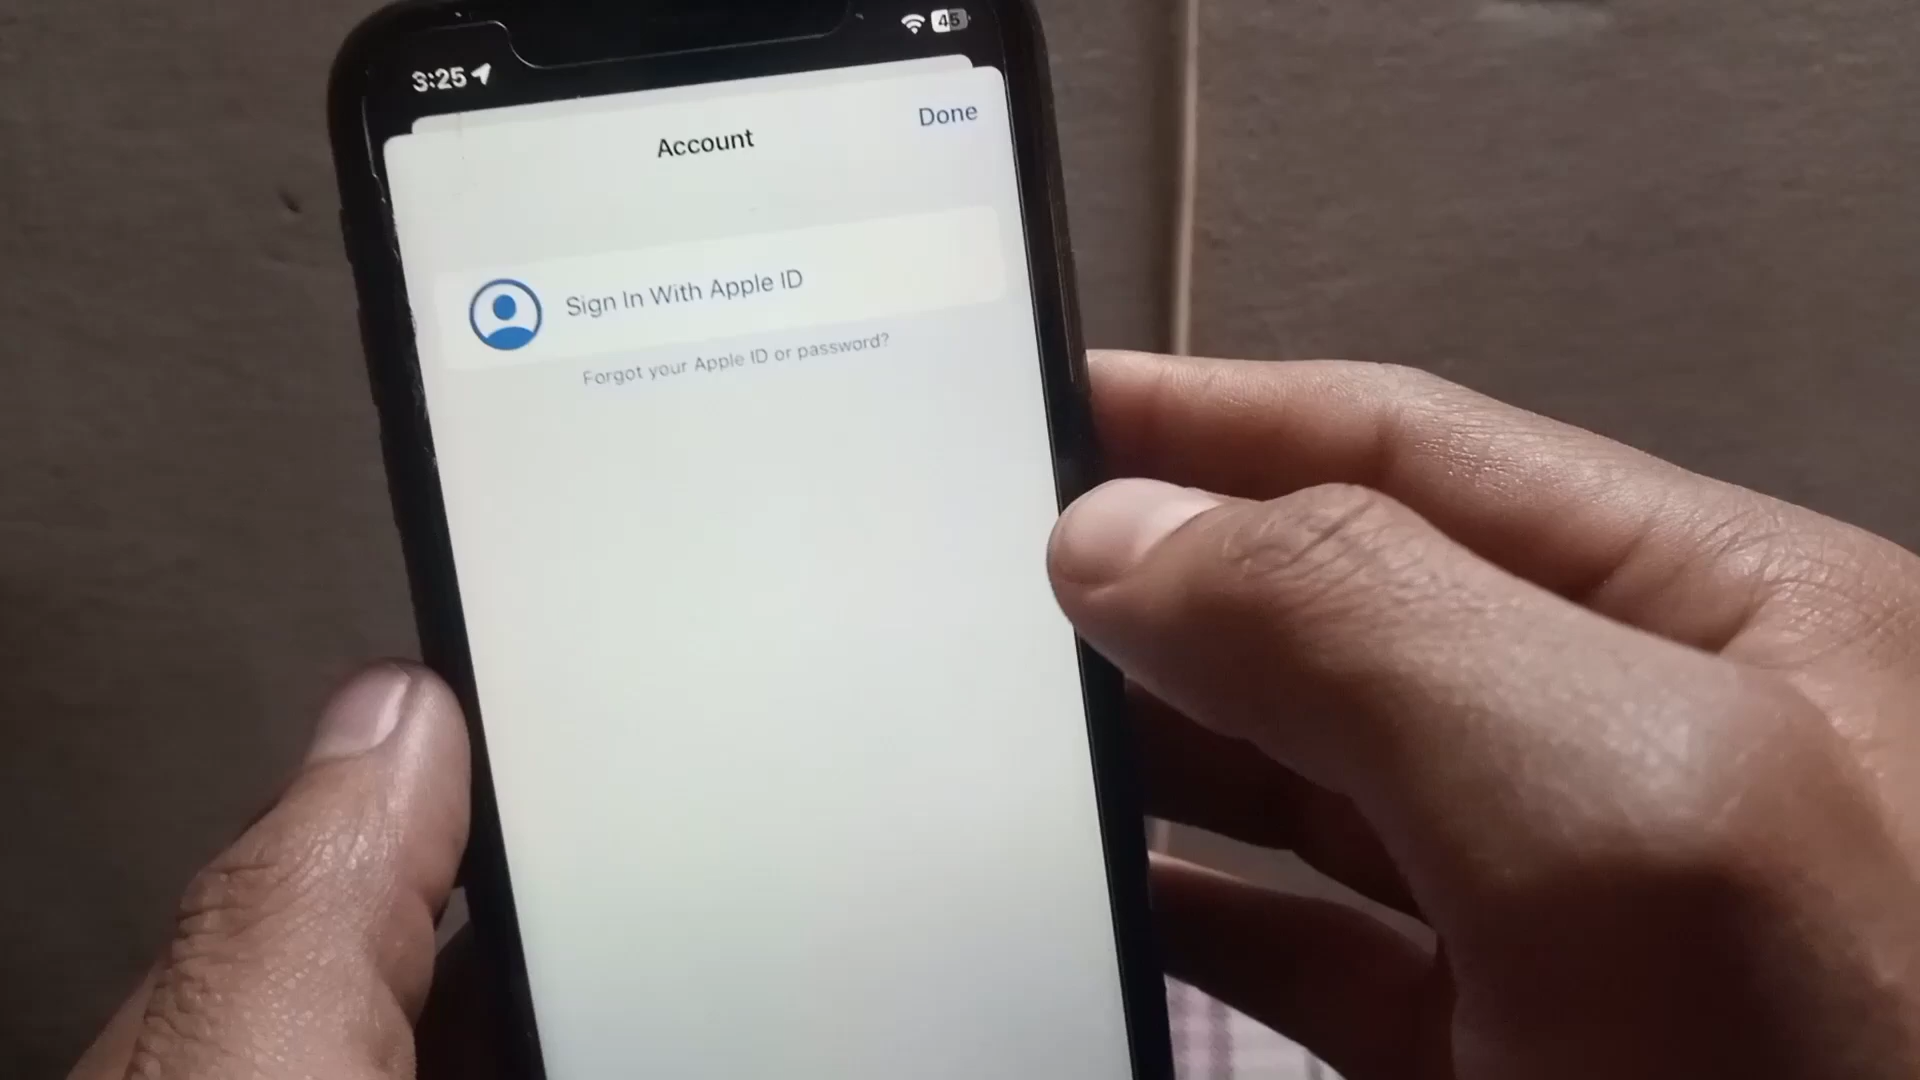 3:25
45
Account
Done
Sign In With Apple ID
Forgot your Apple ID or password?